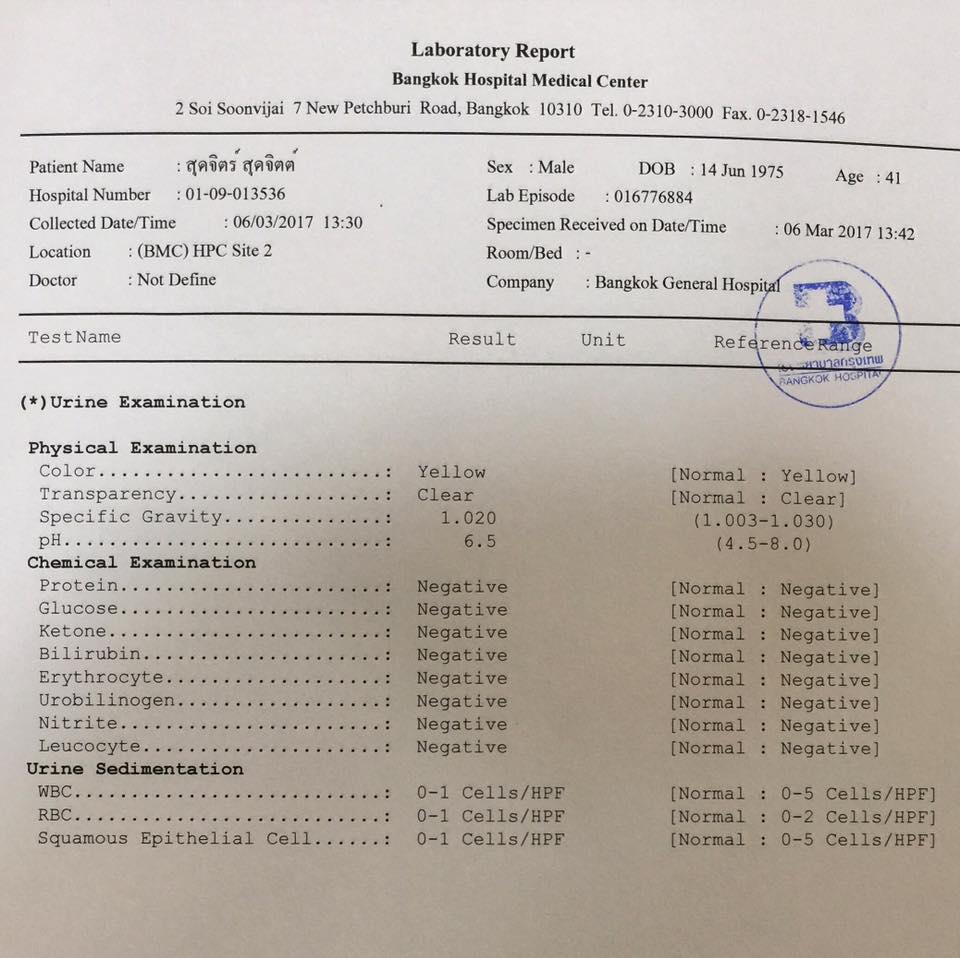 Laboratory Report
Bangkok Hospital Medical Center
2 Soi Soonvijai 7 New Petchburi Road, Bangkok 10310 Tel. 0-2310-3000 Fax. 0-2318-1546
Patient Name : สุดจิตร์ สุดจิตต์ Sex : Male DOB : 14 Jun 1975 Age : 41
Hospital Number : 01-09-013536 Lab Episode : 016776884
Collected Date/Time : 06/03/2017 13:30 Specimen Received on Date/Time : 06 Mar 2017 13:42
Location : (BMC) HPC Site 2 Room/Bed : -
Doctor : Not Define Company : Bangkok General Hospital
Test Name Result Unit Reference Range
BANGKOK HOSPITAL
(*)Urine Examination
Physical Examination
Color.........................: Yellow [Normal : Yellow]
Transparency..................: Clear [Normal : Clear]
Specific Gravity..............: 1.020 (1.003-1.030)
pH............................: 6.5 (4.5-8.0)
Chemical Examination
Protein.......................: Negative [Normal : Negative]
Glucose.......................: Negative [Normal : Negative]
Ketone........................: Negative [Normal : Negative]
Bilirubin.....................: Negative [Normal : Negative]
Erythrocyte...................: Negative [Normal : Negative]
Urobilinogen..................: Negative [Normal : Negative]
Nitrite.......................: Negative [Normal : Negative]
Leucocyte.....................: Negative [Normal : Negative]
Urine Sedimentation
WBC...........................: 0-1 Cells/HPF [Normal : 0-5 Cells/HPF]
RBC...........................: 0-1 Cells/HPF [Normal : 0-2 Cells/HPF]
Squamous Epithelial Cell......: 0-1 Cells/HPF [Normal : 0-5 Cells/HPF]